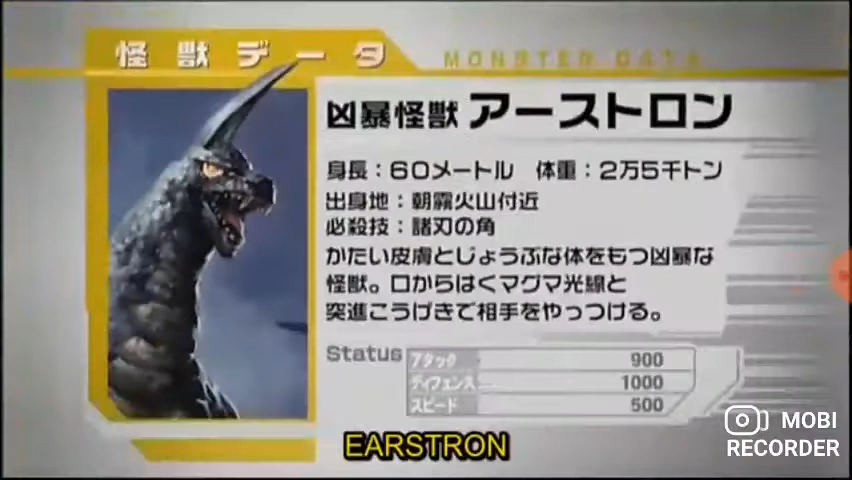 怪獣データ
MONSTER DATA
凶暴怪獣 アーストロン
身長：60メートル 体重：2万5千トン
出身地：朝霧火山付近
必殺技：諸刃の角
かたい皮膚とじょうぶな体をもつ凶暴な
怪獣。口からはくマグマ光線と
突進こうげきで相手をやっつける。
Status
アタック 900
ディフェンス 1000
スピード 500
EARSTRON
MOBI
RECORDER